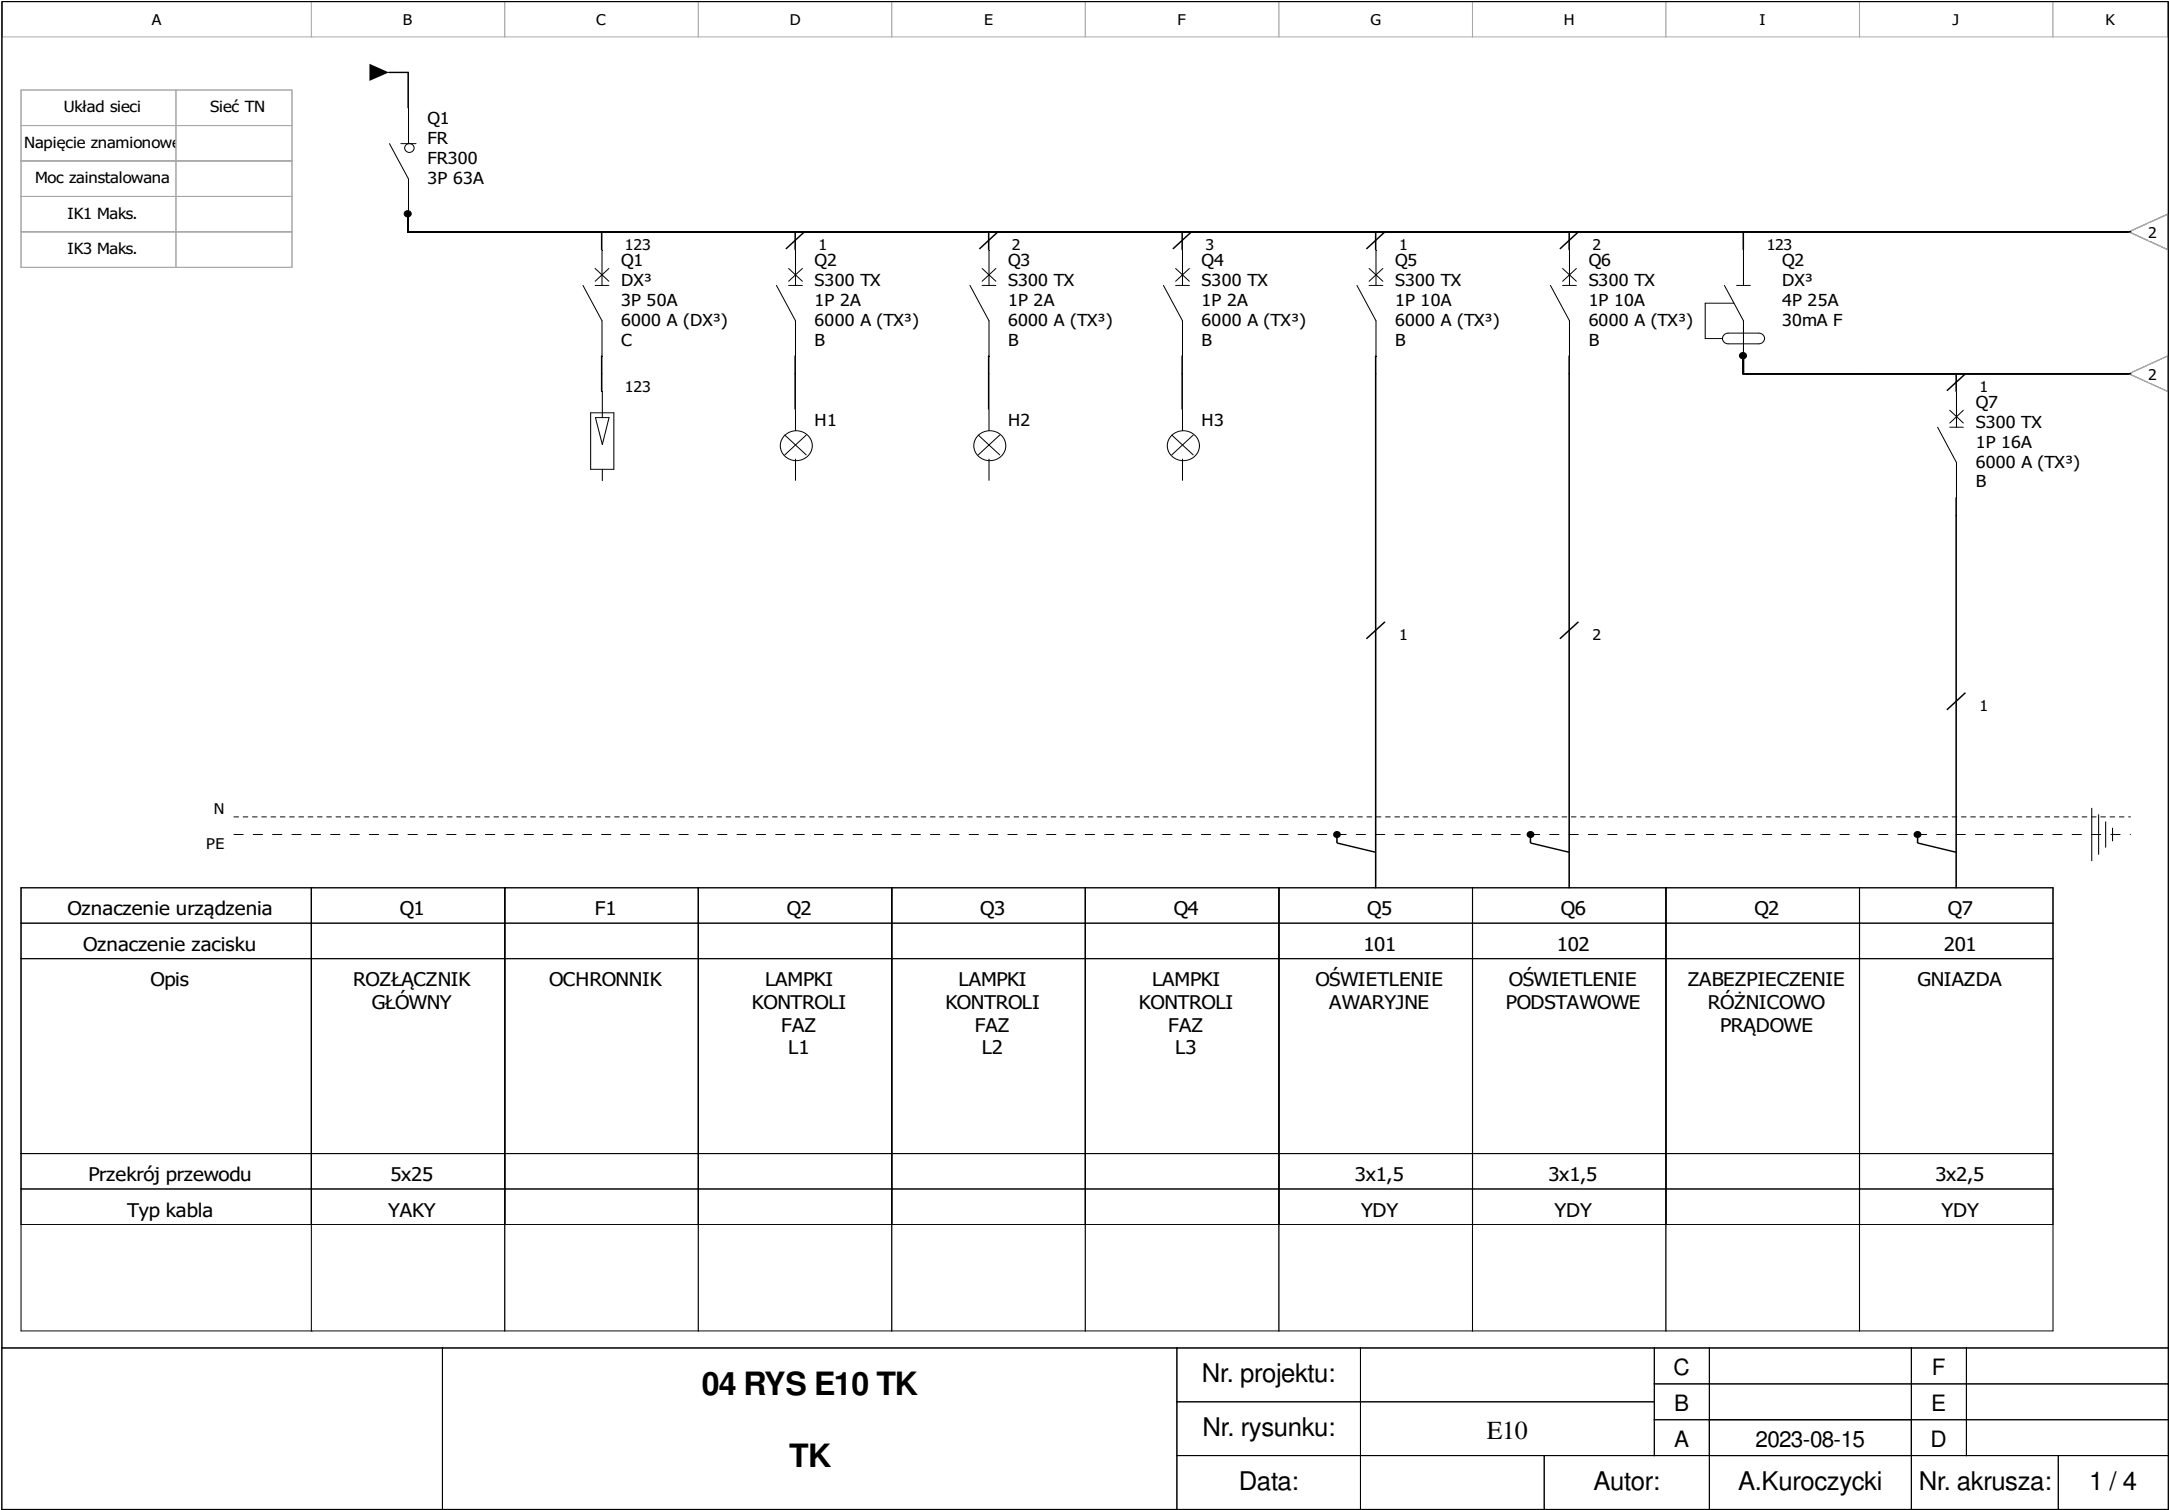 A B C D E F G H I J K
Układ sieci Sieć TN
Napięcie znamionowe
Moc zainstalowana
IK1 Maks.
IK3 Maks.
Q1
FR
FR300
3P 63A
2
123
Q1
DX³
3P 50A
6000 A (DX³)
C
123
1
Q2
S300 TX
1P 2A
6000 A (TX³)
B
H1
2
Q3
S300 TX
1P 2A
6000 A (TX³)
B
H2
3
Q4
S300 TX
1P 2A
6000 A (TX³)
B
H3
1
Q5
S300 TX
1P 10A
6000 A (TX³)
B
1
2
Q6
S300 TX
1P 10A
6000 A (TX³)
B
2
123
Q2
DX³
4P 25A
30mA F
2
1
Q7
S300 TX
1P 16A
6000 A (TX³)
B
1
N
PE
Oznaczenie urządzenia Q1 F1 Q2 Q3 Q4 Q5 Q6 Q2 Q7
Oznaczenie zacisku 101 102 201
Opis
ROZŁĄCZNIK
GŁÓWNY
OCHRONNIK
LAMPKI
KONTROLI
FAZ
L1
LAMPKI
KONTROLI
FAZ
L2
LAMPKI
KONTROLI
FAZ
L3
OŚWIETLENIE
AWARYJNE
OŚWIETLENIE
PODSTAWOWE
ZABEZPIECZENIE
RÓŻNICOWO
PRĄDOWE
GNIAZDA
Przekrój przewodu 5x25 3x1,5 3x1,5 3x2,5
Typ kabla YAKY YDY YDY YDY
04 RYS E10 TK
TK
Nr. projektu:
Nr. rysunku: E10
Data:
C F
B E
A 2023-08-15 D
Autor: A.Kuroczycki Nr. akrusza: 1 / 4